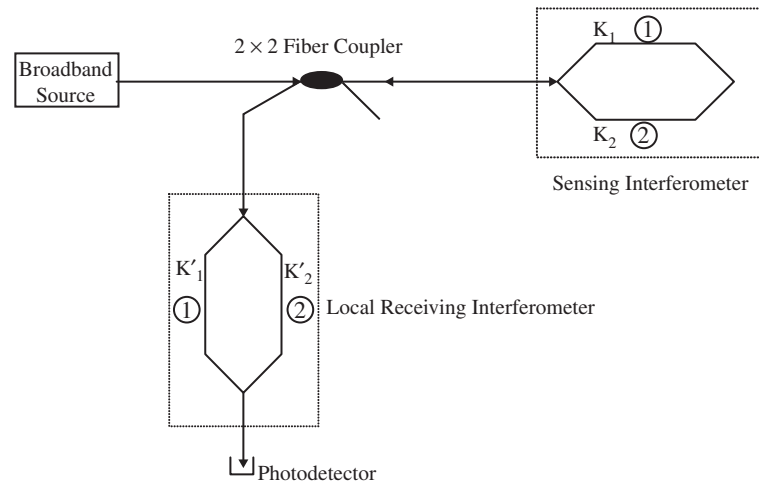 2 × 2 Fiber Coupler
Broadband
Source
K₁ ①
K₂ ②
Sensing Interferometer
K′₁ K′₂
① ②
Local Receiving Interferometer
Photodetector